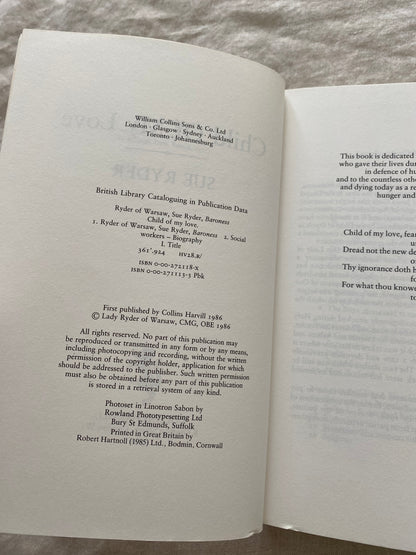 William Collins Sons & Co. Ltd
London · Glasgow · Sydney · Auckland
Toronto · Johannesburg
British Library Cataloguing in Publication Data
Ryder of Warsaw, Sue Ryder, Baroness
Child of my love.
1. Ryder of Warsaw, Sue Ryder, Baroness 2. Social
workers – Biography
I. Title
361'.924 HV28.R/
ISBN 0-00-272118-X
ISBN 0-00-271113-3 Pbk
First published by Collins Harvill 1986
© Lady Ryder of Warsaw, CMG, OBE 1986
All rights reserved. No part of this publication may
be reproduced or transmitted in any form or by any means,
including photocopying and recording, without the written
permission of the copyright holder, application for which
should be addressed to the publisher. Such written permission
must also be obtained before any part of this publication
is stored in a retrieval system of any kind.
Photoset in Linotron Sabon by
Rowland Phototypesetting Ltd
Bury St Edmunds, Suffolk
Printed in Great Britain by
Robert Hartnoll (1985) Ltd., Bodmin, Cornwall
This book is dedicated
who gave their lives dur
in defence of hu
and to the countless othe
and dying today as a re
hunger and
Child of my love, fear
u
Dread not the new de
o
Thy ignorance doth h
fo
For what thou knowe
to